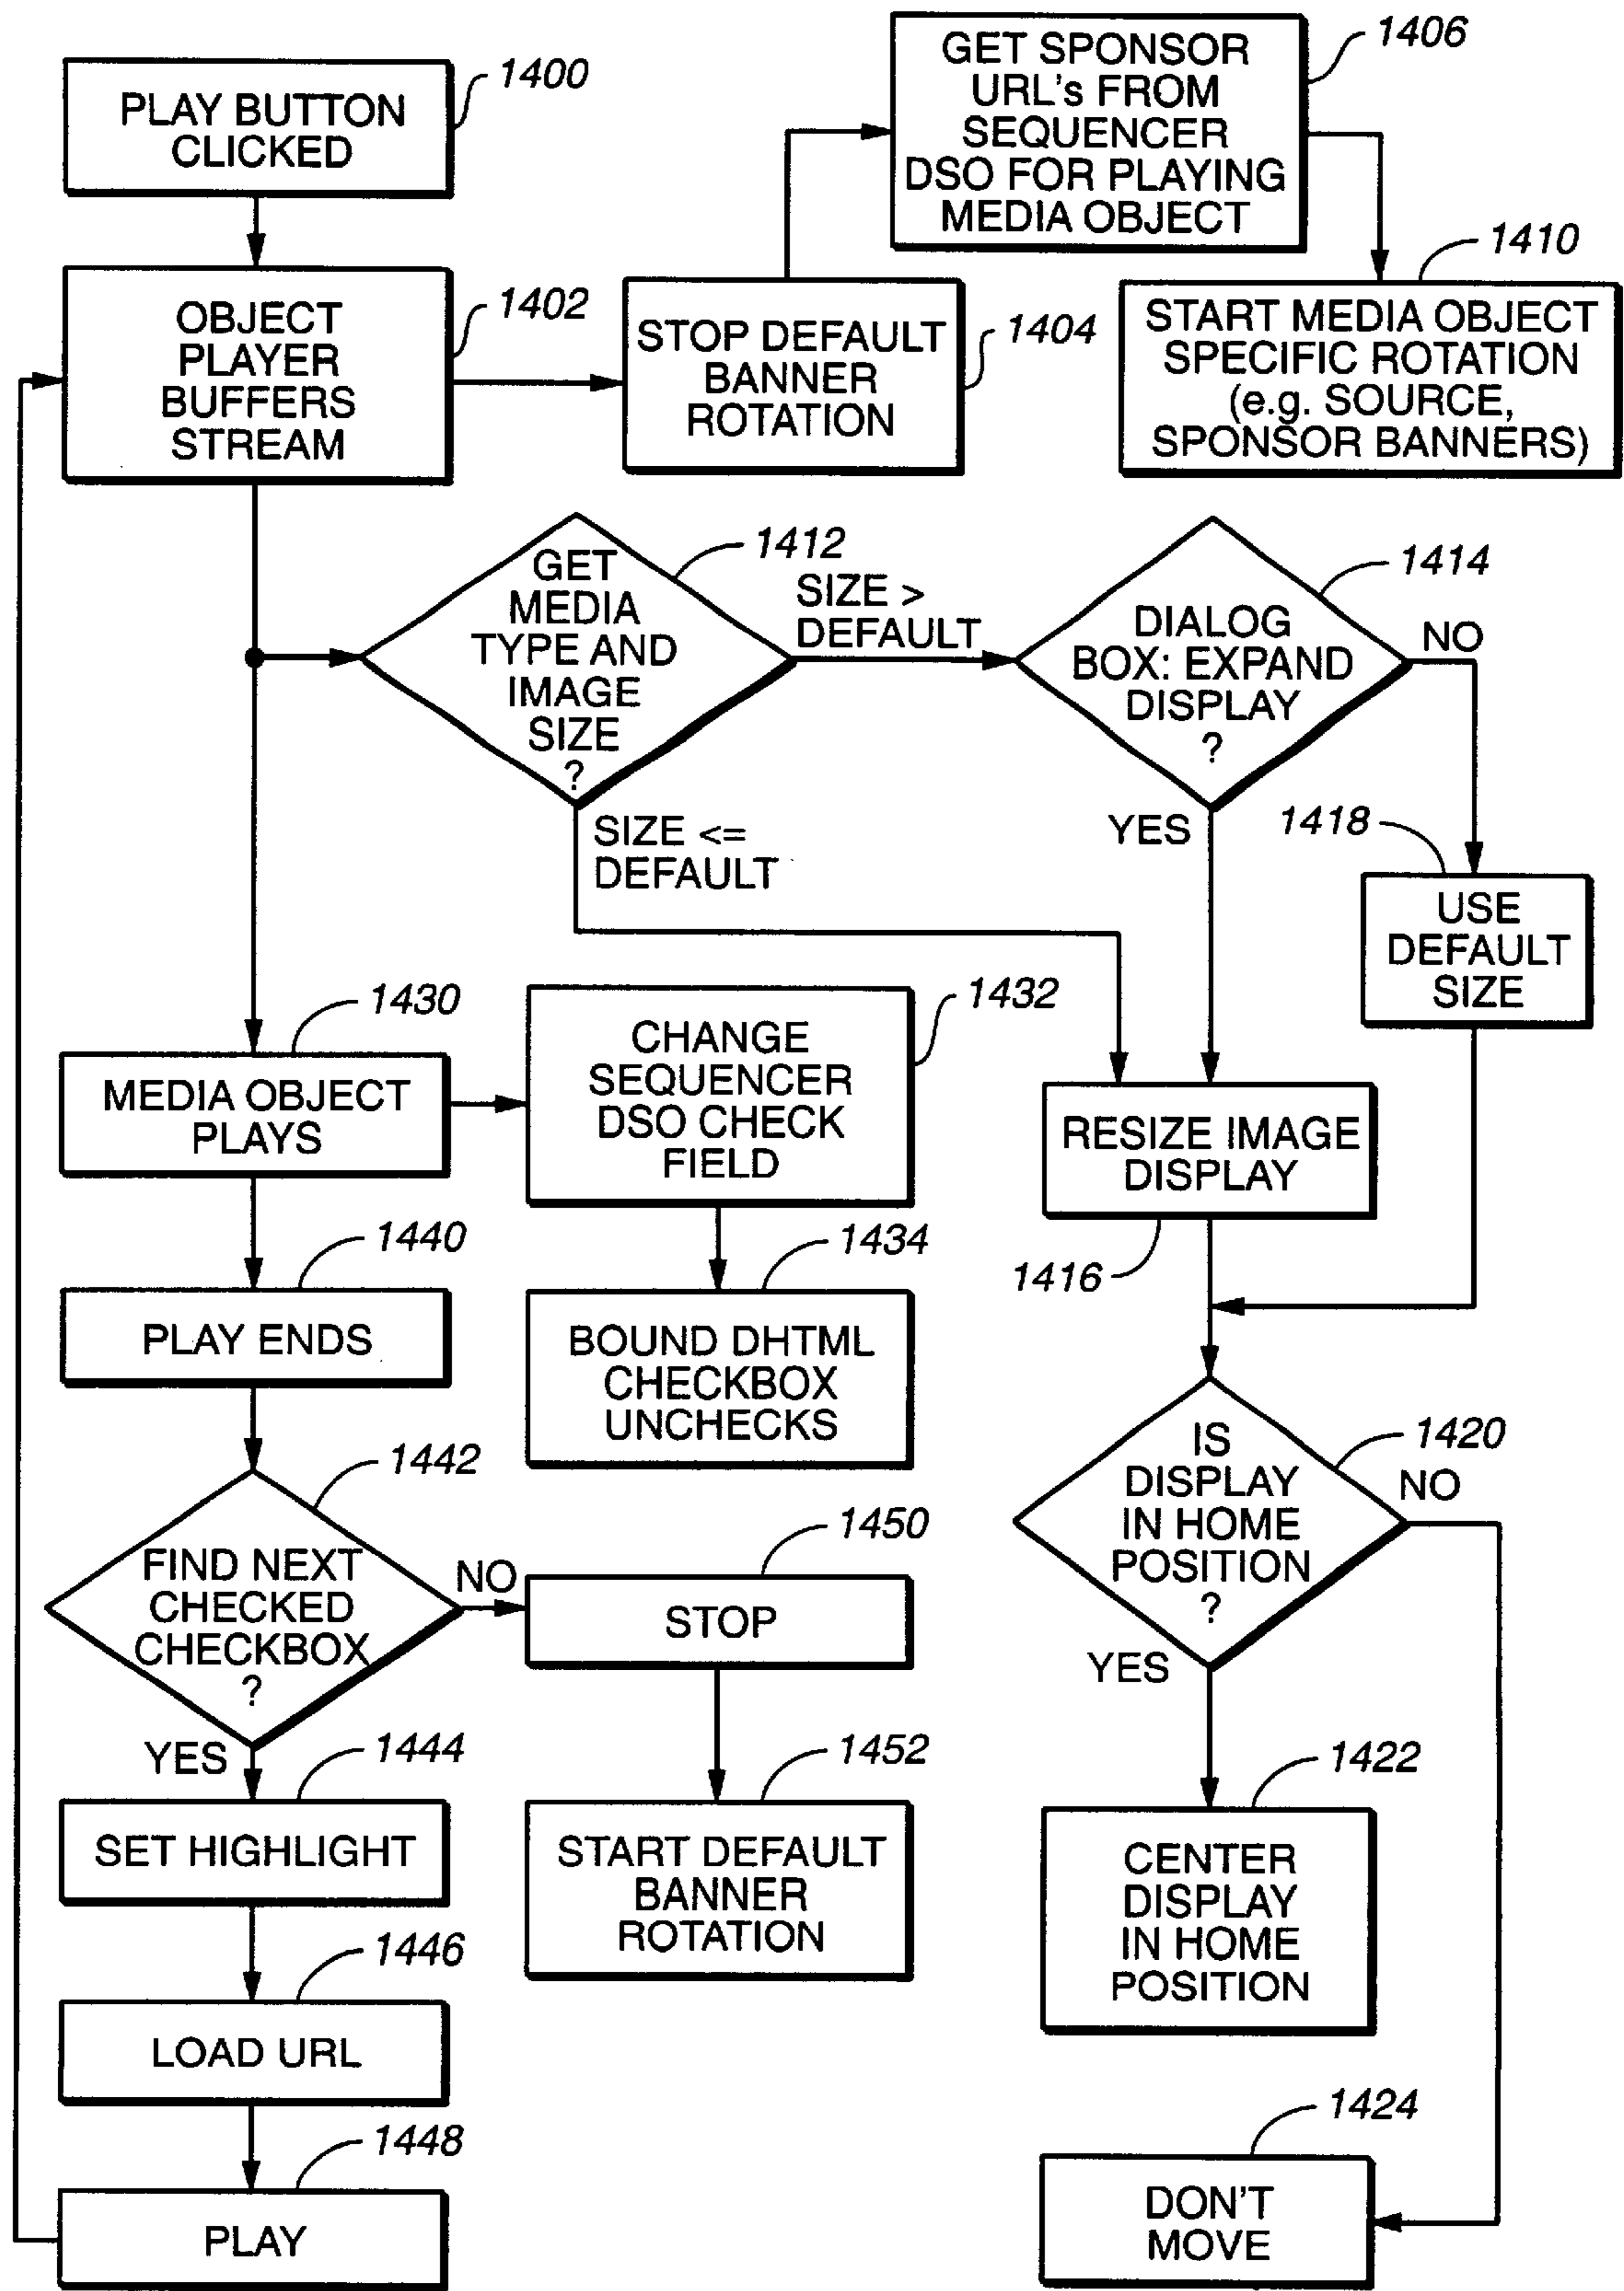 1400
PLAY BUTTON
CLICKED
1406
GET SPONSOR
URL's FROM
SEQUENCER
DSO FOR PLAYING
MEDIA OBJECT
1402
OBJECT
PLAYER
BUFFERS
STREAM
1404
STOP DEFAULT
BANNER
ROTATION
1410
START MEDIA OBJECT
SPECIFIC ROTATION
(e.g. SOURCE,
SPONSOR BANNERS)
1412
GET
MEDIA
TYPE AND
IMAGE
SIZE
?
SIZE >
DEFAULT
SIZE <=
DEFAULT
1414
DIALOG
BOX: EXPAND
DISPLAY
?
NO
YES
1418
USE
DEFAULT
SIZE
1430
MEDIA OBJECT
PLAYS
1432
CHANGE
SEQUENCER
DSO CHECK
FIELD
RESIZE IMAGE
DISPLAY
1416
1440
PLAY ENDS
1434
BOUND DHTML
CHECKBOX
UNCHECKS
1442
FIND NEXT
CHECKED
CHECKBOX
?
NO
YES
1450
STOP
1420
IS
DISPLAY
IN HOME
POSITION
?
NO
YES
1444
SET HIGHLIGHT
1452
START DEFAULT
BANNER
ROTATION
1422
CENTER
DISPLAY
IN HOME
POSITION
1446
LOAD URL
1448
PLAY
1424
DON'T
MOVE